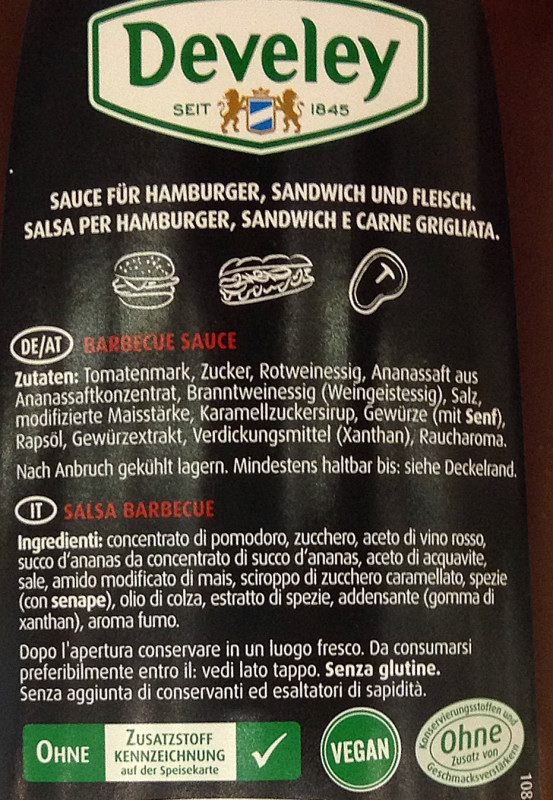 Develey
SEIT 1845
SAUCE FÜR HAMBURGER, SANDWICH UND FLEISCH.
SALSA PER HAMBURGER, SANDWICH E CARNE GRIGLIATA.
DE/AT BARBECUE SAUCE
Zutaten: Tomatenmark, Zucker, Rotweinessig, Ananassaft aus
Ananassaftkonzentrat, Branntweinessig (Weingeistessig), Salz,
modifizierte Maisstärke, Karamellzuckersirup, Gewürze (mit Senf),
Rapsöl, Gewürzextrakt, Verdickungsmittel (Xanthan), Raucharoma.
Nach Anbruch gekühlt lagern. Mindestens haltbar bis: siehe Deckelrand.
IT SALSA BARBECUE
Ingredienti: concentrato di pomodoro, zucchero, aceto di vino rosso,
succo d'ananas da concentrato di succo d'ananas, aceto di acquavite,
sale, amido modificato di mais, sciroppo di zucchero caramellato, spezie
(con senape), olio di colza, estratto di spezie, addensante (gomma di
xanthan), aroma fumo.
Dopo l'apertura conservare in un luogo fresco. Da consumarsi
preferibilmente entro il: vedi lato tappo. Senza glutine.
Senza aggiunta di conservanti ed esaltatori di sapidità.
OHNE
ZUSATZSTOFF
KENNZEICHNUNG
auf der Speisekarte
VEGAN
Ohne
Zusatz von
Konservierungsstoffen und
Geschmacksverstärkern
108